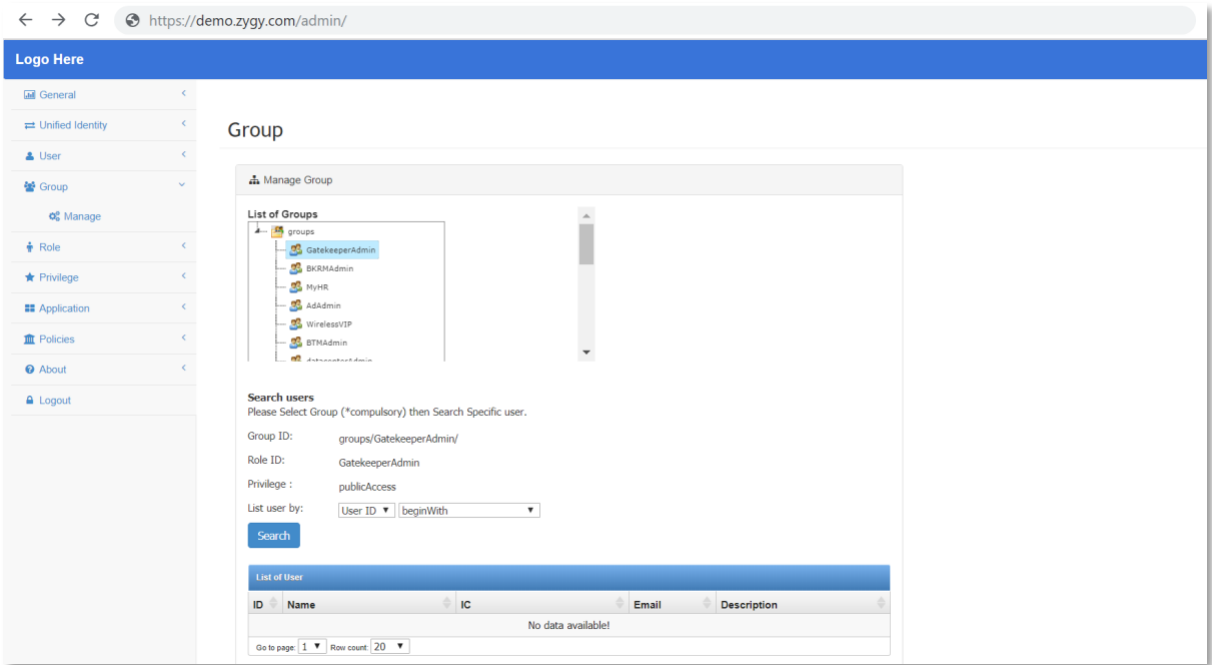 https://demo.zygy.com/admin/
Logo Here
General
Unified Identity
User
Group
Manage
Role
Privilege
Application
Policies
About
Logout
Group
Manage Group
List of Groups
groups
GatekeeperAdmin
BKRMAdmin
MyHR
AdAdmin
WirelessVIP
BTMAdmin
datacenterAdmin
Search users
Please Select Group (*compulsory) then Search Specific user.
Group ID: groups/GatekeeperAdmin/
Role ID: GatekeeperAdmin
Privilege : publicAccess
List user by: User ID beginWith
Search
List of User
ID Name IC Email Description
No data available!
Go to page: 1 Row count: 20